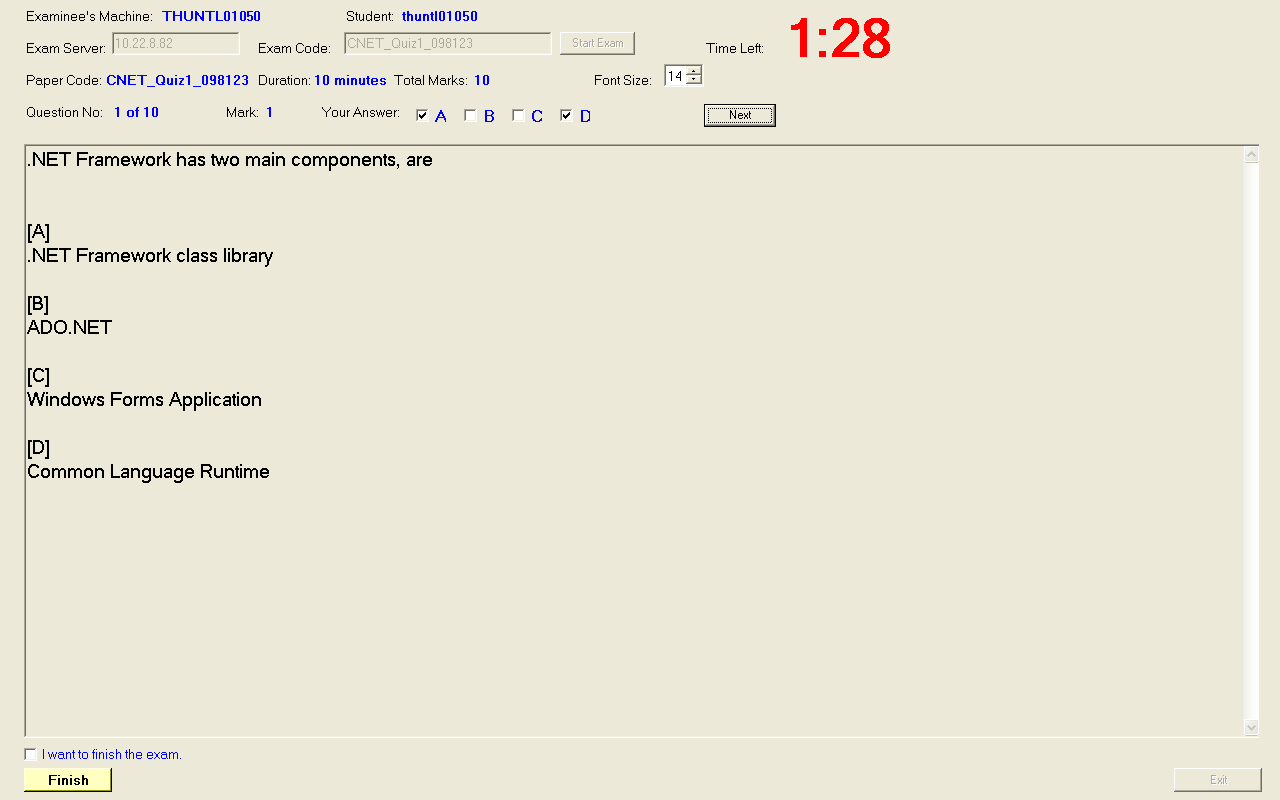 Examinee's Machine: THUNTL01050 Student: thuntl01050
1:28
Exam Server: 10.22.8.82 Exam Code: CNET_Quiz1_098123 Start Exam Time Left:
Paper Code: CNET_Quiz1_098123 Duration: 10 minutes Total Marks: 10 Font Size: 14
Question No: 1 of 10 Mark: 1 Your Answer: A B C D Next
.NET Framework has two main components, are
[A]
.NET Framework class library
[B]
ADO.NET
[C]
Windows Forms Application
[D]
Common Language Runtime
I want to finish the exam.
Finish Exit